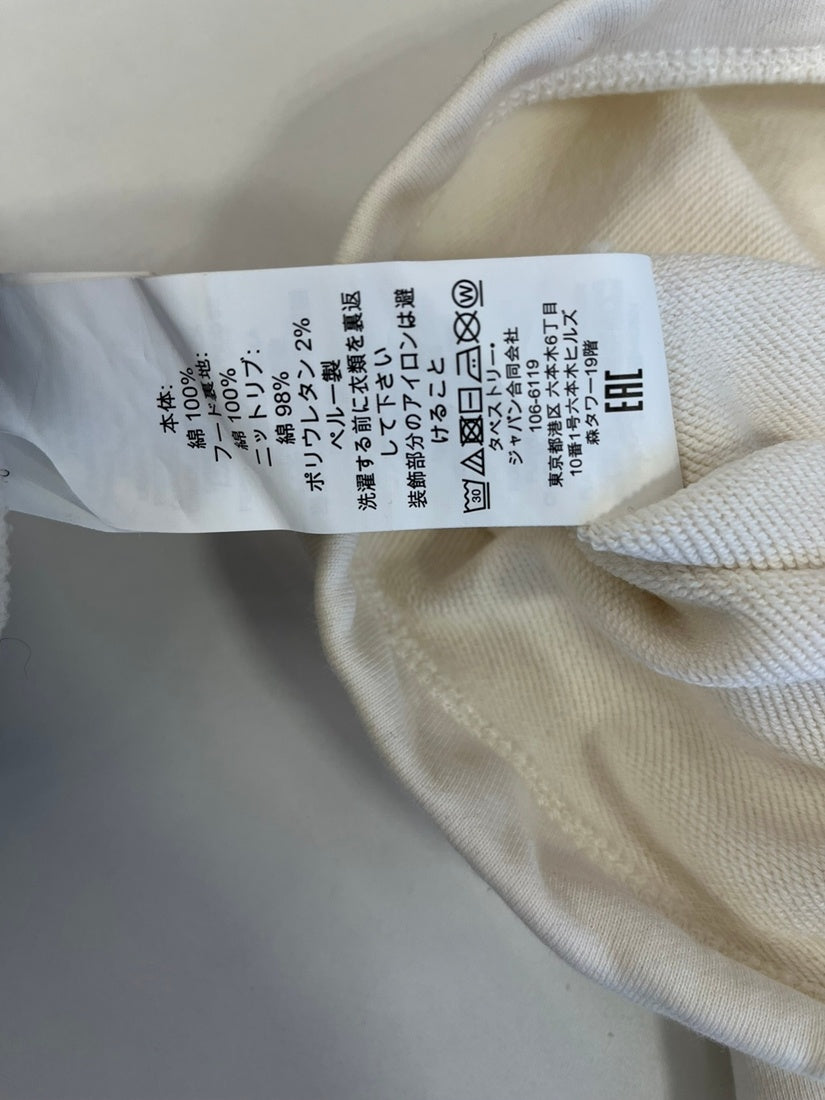 本体:
綿 100%
フード裏地:
綿 100%
ニットリブ:
綿 98%
ポリウレタン 2%
ペルー製
洗濯する前に衣類を裏返
して下さい
装飾部分のアイロンは避
けること
30 W
タペストリー・
ジャパン合同会社
106-6119
東京都港区 六本木6丁目
10番1号六本木ヒルズ
森タワー19階
EAC